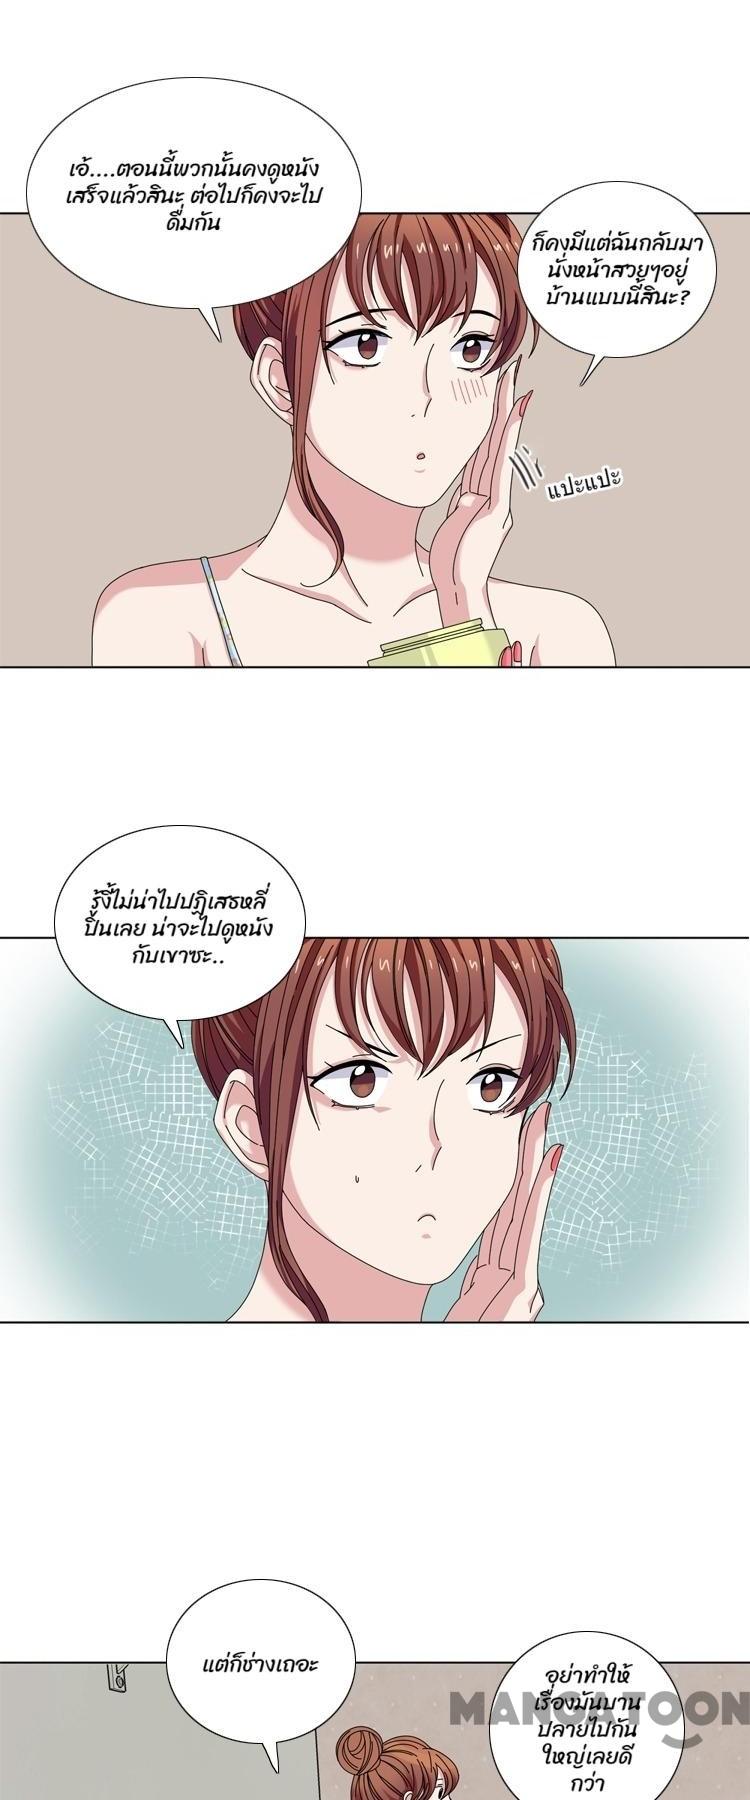 เอ้....ตอนนี้พวกนั้นคงดูหนัง
เสร็จแล้วสินะ ต่อไปก็คงจะไป
ดื่มกัน
ก็คงมีแต่ฉันกลับมา
นั่งหน้าสวยๆอยู่
บ้านแบบนี้สินะ?
แปะแปะ
รู้งี้ไม่น่าไปปฏิเสธหลี่
ปินเลย น่าจะไปดูหนัง
กับเขาซะ..
แต่ก็ช่างเถอะ
อย่าทำให้
เรื่องมันบาน
ปลายไปกัน
ใหญ่เลยดี
กว่า
MANGATOON